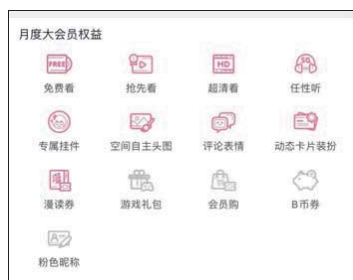 月度大会员权益
FREE HD SQ
免费看 抢先看 超清看 任性听
专属挂件 空间自主头图 评论表情 动态卡片装扮
漫读券 游戏礼包 会员购 B币券
粉色昵称